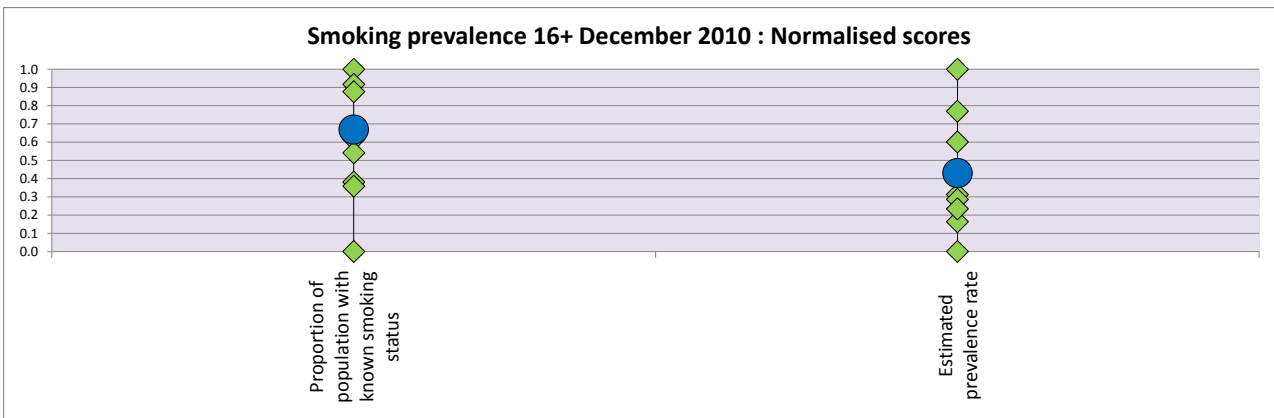 Smoking prevalence 16+ December 2010 : Normalised scores
1.0
0.9
0.8
0.7
0.6
0.5
0.4
0.3
0.2
0.1
0.0
Proportion of
population with
known smoking
status
Estimated
prevalence rate